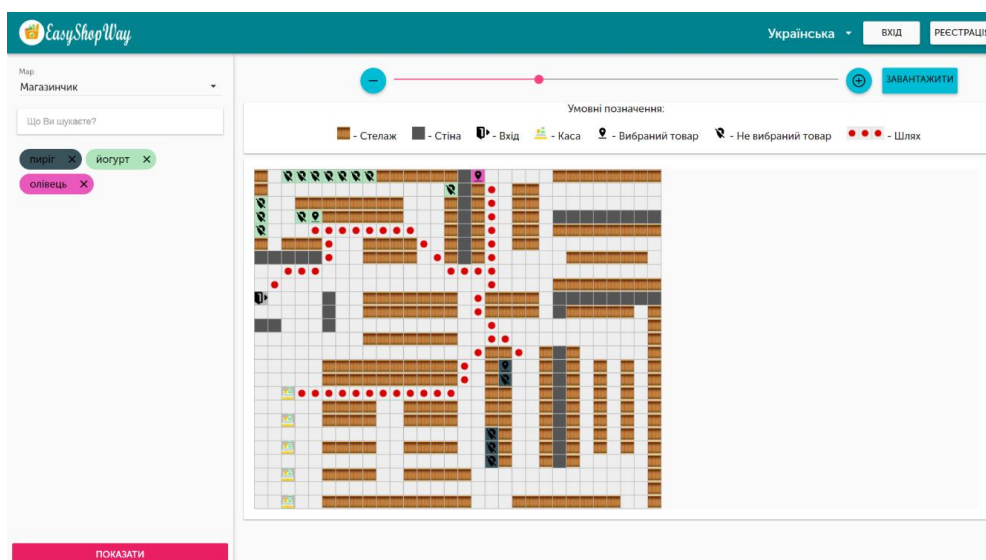 EasyShopWay
Українська
ВХІД
РЕЄСТРАЦІЯ
Map
Магазинчик
Що Ви шукаєте?
пиріг
йогурт
олівець
ЗАВАНТАЖИТИ
Умовні позначення:
- Стелаж - Стіна - Вхід - Каса - Вибраний товар - Не вибраний товар - Шлях
ПОКАЗАТИ